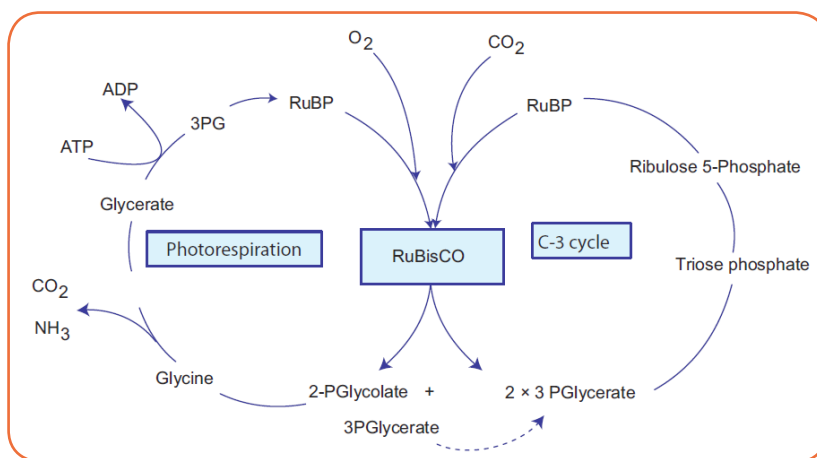 O2
CO2
ADP
3PG
RuBP
RuBP
ATP
Ribulose 5-Phosphate
Glycerate
Photorespiration
RuBisCO
C-3 cycle
Triose phosphate
CO2
NH3
Glycine
2-PGlycolate +
2 × 3 PGlycerate
3PGlycerate